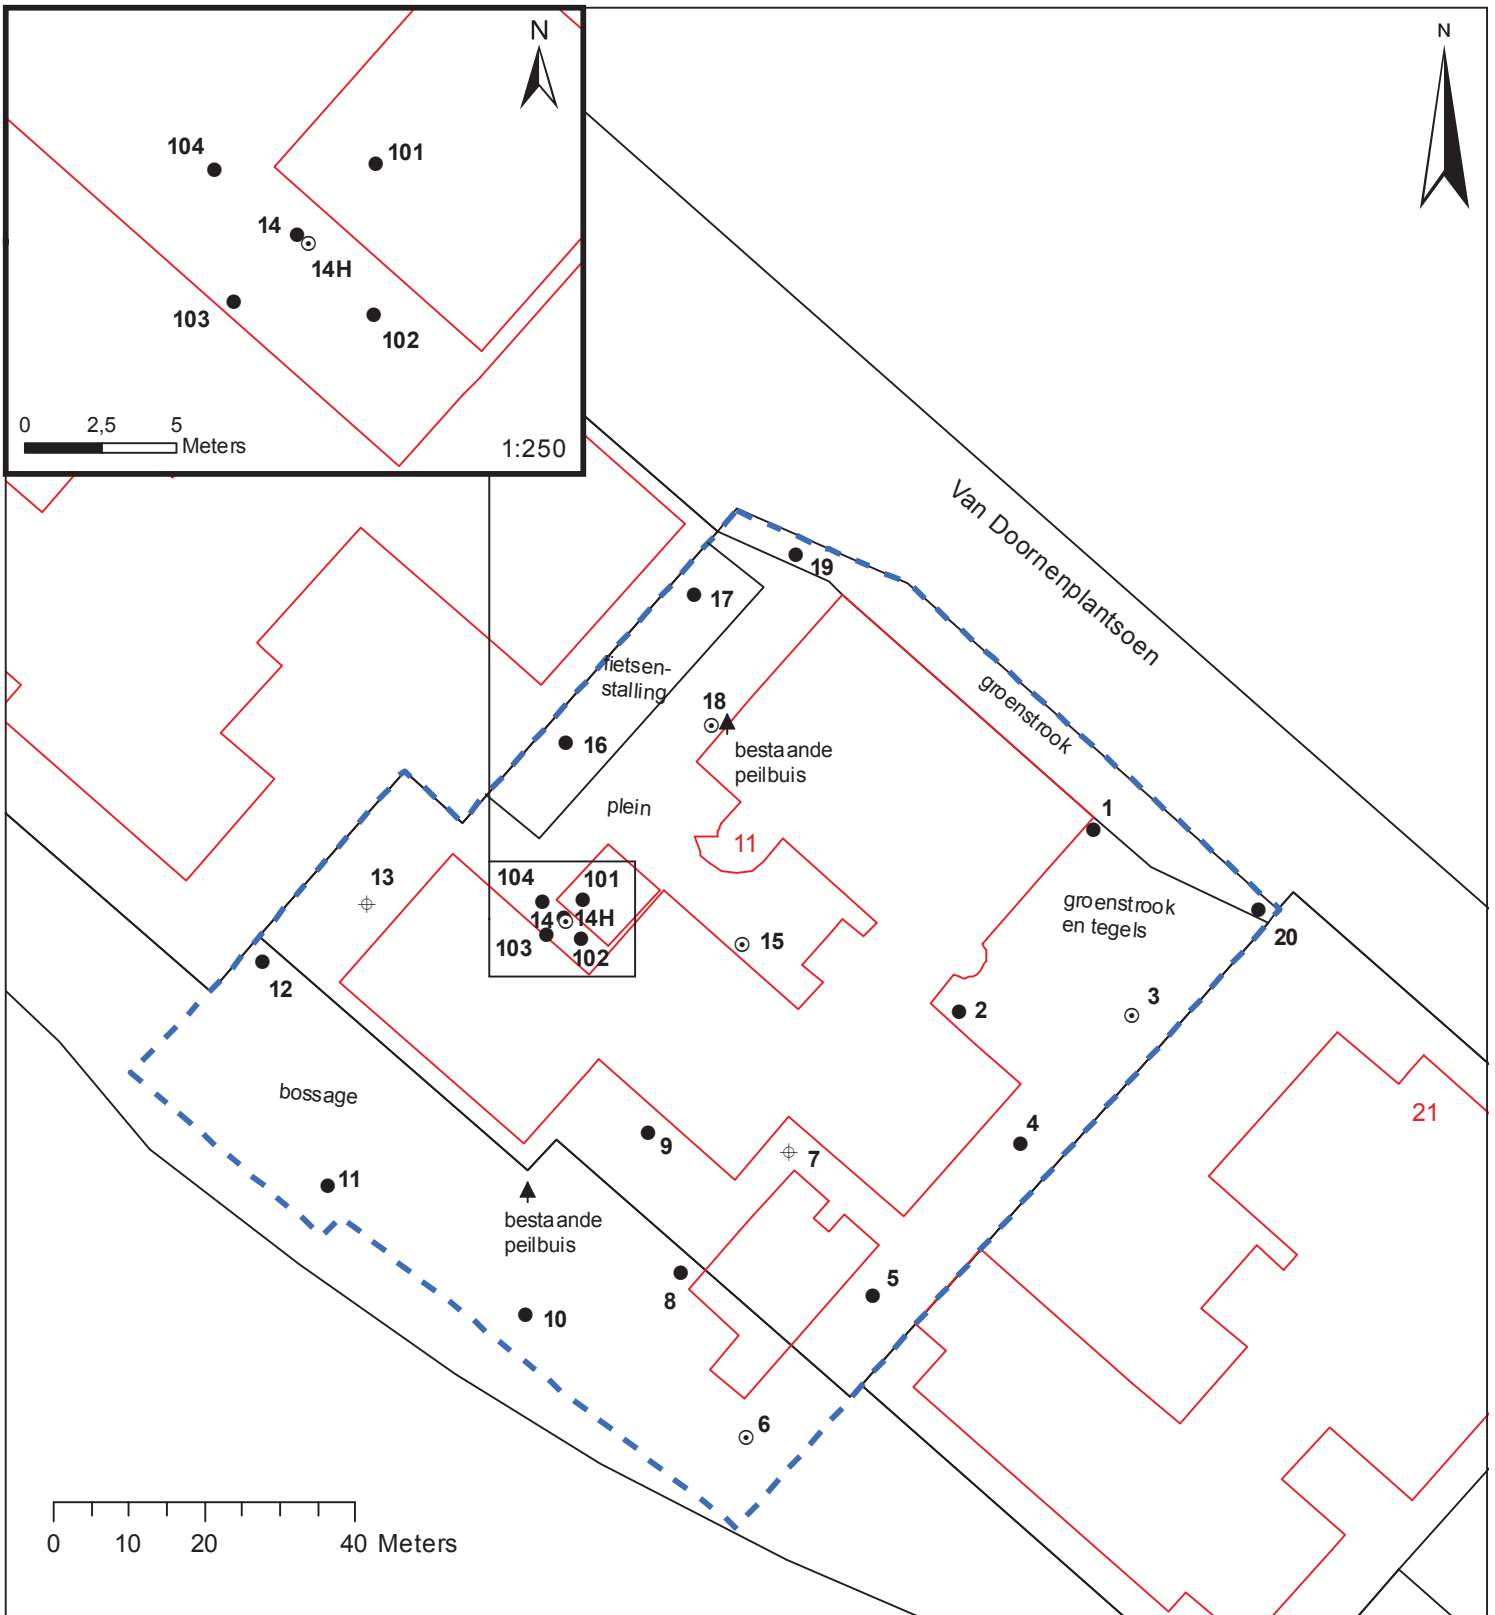 N
104
101
14
14H
103
102
0 2,5 5
Meters
1:250
N
Van Doornenplantsoen
19
17
fietsen-
stalling
groenstrook
18
16
bestaande
peilbuis
plein
1
11
13
104
101
14
14H
103
102
15
groenstrook
en tegels
20
12
2
3
bossage
21
9
7
4
11
bestaande
peilbuis
8
5
10
6
0 10 20 40 Meters